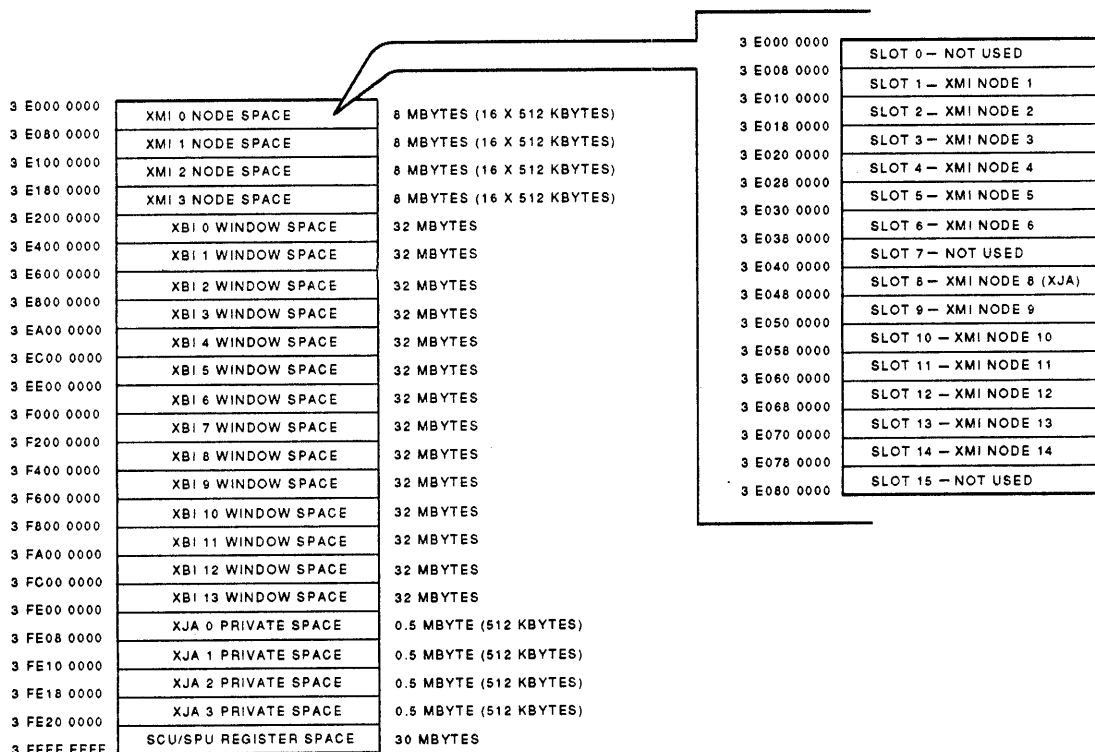 3 E000 0000
XMI 0 NODE SPACE 8 MBYTES (16 X 512 KBYTES)
3 E080 0000
XMI 1 NODE SPACE 8 MBYTES (16 X 512 KBYTES)
3 E100 0000
XMI 2 NODE SPACE 8 MBYTES (16 X 512 KBYTES)
3 E180 0000
XMI 3 NODE SPACE 8 MBYTES (16 X 512 KBYTES)
3 E200 0000
XBI 0 WINDOW SPACE 32 MBYTES
3 E400 0000
XBI 1 WINDOW SPACE 32 MBYTES
3 E600 0000
XBI 2 WINDOW SPACE 32 MBYTES
3 E800 0000
XBI 3 WINDOW SPACE 32 MBYTES
3 EA00 0000
XBI 4 WINDOW SPACE 32 MBYTES
3 EC00 0000
XBI 5 WINDOW SPACE 32 MBYTES
3 EE00 0000
XBI 6 WINDOW SPACE 32 MBYTES
3 F000 0000
XBI 7 WINDOW SPACE 32 MBYTES
3 F200 0000
XBI 8 WINDOW SPACE 32 MBYTES
3 F400 0000
XBI 9 WINDOW SPACE 32 MBYTES
3 F600 0000
XBI 10 WINDOW SPACE 32 MBYTES
3 F800 0000
XBI 11 WINDOW SPACE 32 MBYTES
3 FA00 0000
XBI 12 WINDOW SPACE 32 MBYTES
3 FC00 0000
XBI 13 WINDOW SPACE 32 MBYTES
3 FE00 0000
XJA 0 PRIVATE SPACE 0.5 MBYTE (512 KBYTES)
3 FE08 0000
XJA 1 PRIVATE SPACE 0.5 MBYTE (512 KBYTES)
3 FE10 0000
XJA 2 PRIVATE SPACE 0.5 MBYTE (512 KBYTES)
3 FE18 0000
XJA 3 PRIVATE SPACE 0.5 MBYTE (512 KBYTES)
3 FE20 0000
SCU/SPU REGISTER SPACE 30 MBYTES
3 FFFF FFFF
3 E000 0000
SLOT 0 – NOT USED
3 E008 0000
SLOT 1 – XMI NODE 1
3 E010 0000
SLOT 2 – XMI NODE 2
3 E018 0000
SLOT 3 – XMI NODE 3
3 E020 0000
SLOT 4 – XMI NODE 4
3 E028 0000
SLOT 5 – XMI NODE 5
3 E030 0000
SLOT 6 – XMI NODE 6
3 E038 0000
SLOT 7 – NOT USED
3 E040 0000
SLOT 8 – XMI NODE 8 (XJA)
3 E048 0000
SLOT 9 – XMI NODE 9
3 E050 0000
SLOT 10 – XMI NODE 10
3 E058 0000
SLOT 11 – XMI NODE 11
3 E060 0000
SLOT 12 – XMI NODE 12
3 E068 0000
SLOT 13 – XMI NODE 13
3 E070 0000
SLOT 14 – XMI NODE 14
3 E078 0000
SLOT 15 – NOT USED
3 E080 0000